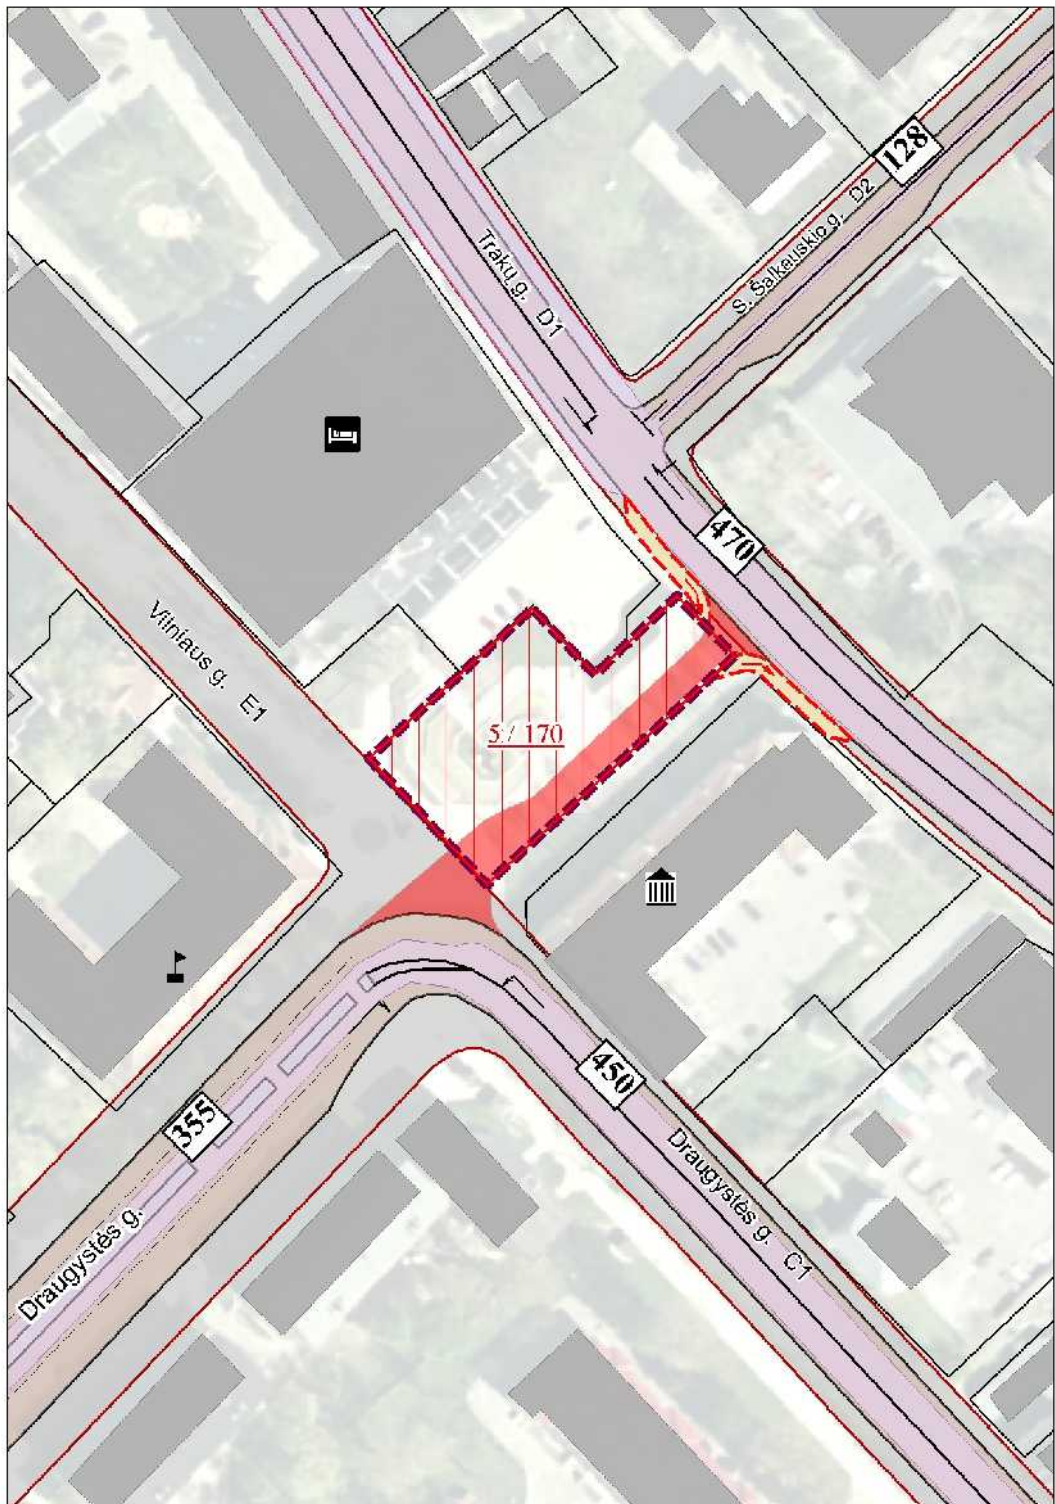 128
S. Šalkauskio g. D2
Trakų g. D1
470
Vilniaus g. E1
5 / 170
355
450
Draugystės g. C1
Draugystės g.